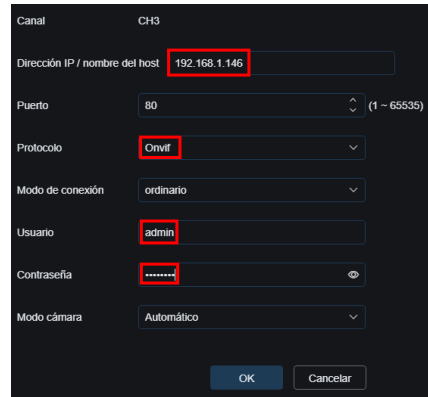 Canal CH3
Dirección IP / nombre del host 192.168.1.146
Puerto 80 (1 ~ 65535)
Protocolo Onvif
Modo de conexión ordinario
Usuario admin
Contraseña ••••••••
Modo cámara Automático
OK Cancelar